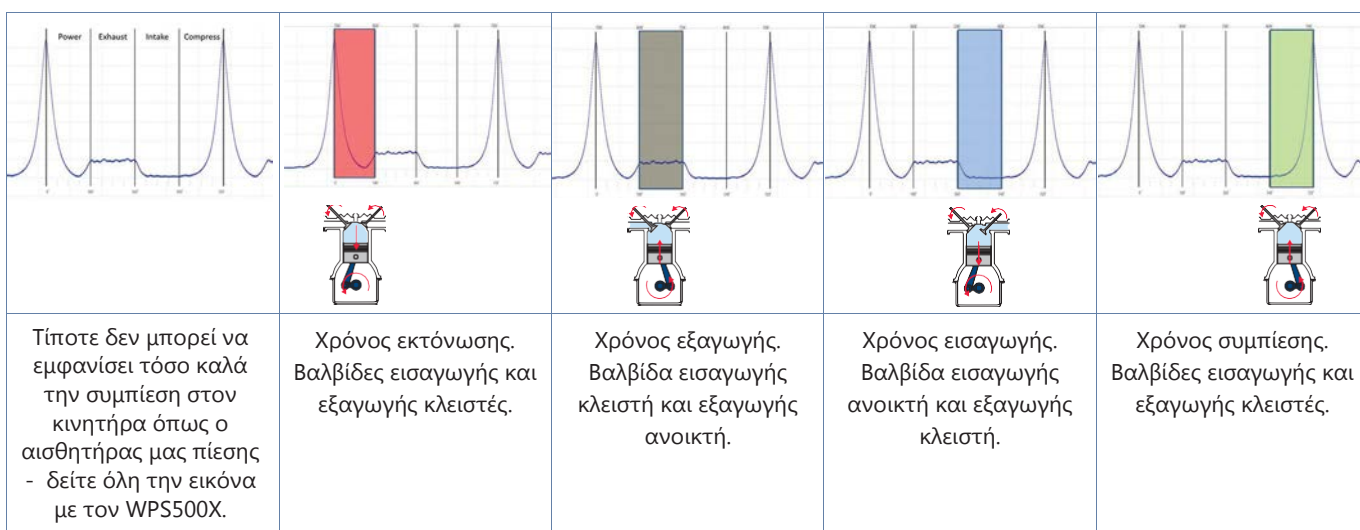 Power Exhaust Intake Compress
Τίποτε δεν μπορεί να
εμφανίσει τόσο καλά
την συμπίεση στον
κινητήρα όπως ο
αισθητήρας μας πίεσης
- δείτε όλη την εικόνα
με τον WPS500X.
Χρόνος εκτόνωσης.
Βαλβίδες εισαγωγής και
εξαγωγής κλειστές.
Χρόνος εξαγωγής.
Βαλβίδα εισαγωγής
κλειστή και εξαγωγής
ανοικτή.
Χρόνος εισαγωγής.
Βαλβίδα εισαγωγής
ανοικτή και εξαγωγής
κλειστή.
Χρόνος συμπίεσης.
Βαλβίδες εισαγωγής και
εξαγωγής κλειστές.